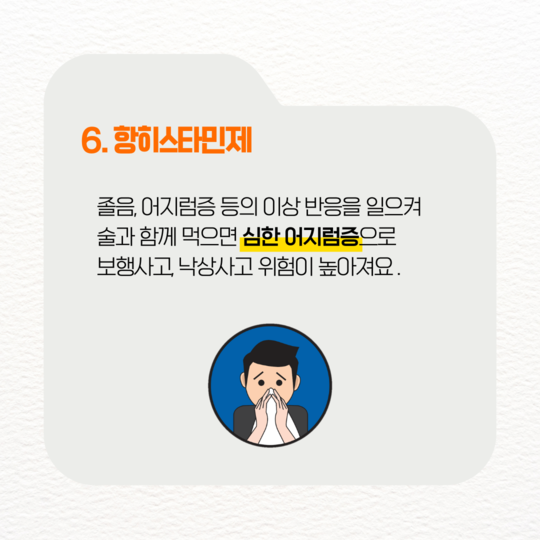 6. 항히스타민제
졸음, 어지럼증 등의 이상 반응을 일으켜
술과 함께 먹으면 심한 어지럼증으로
보행사고, 낙상사고 위험이 높아져요.